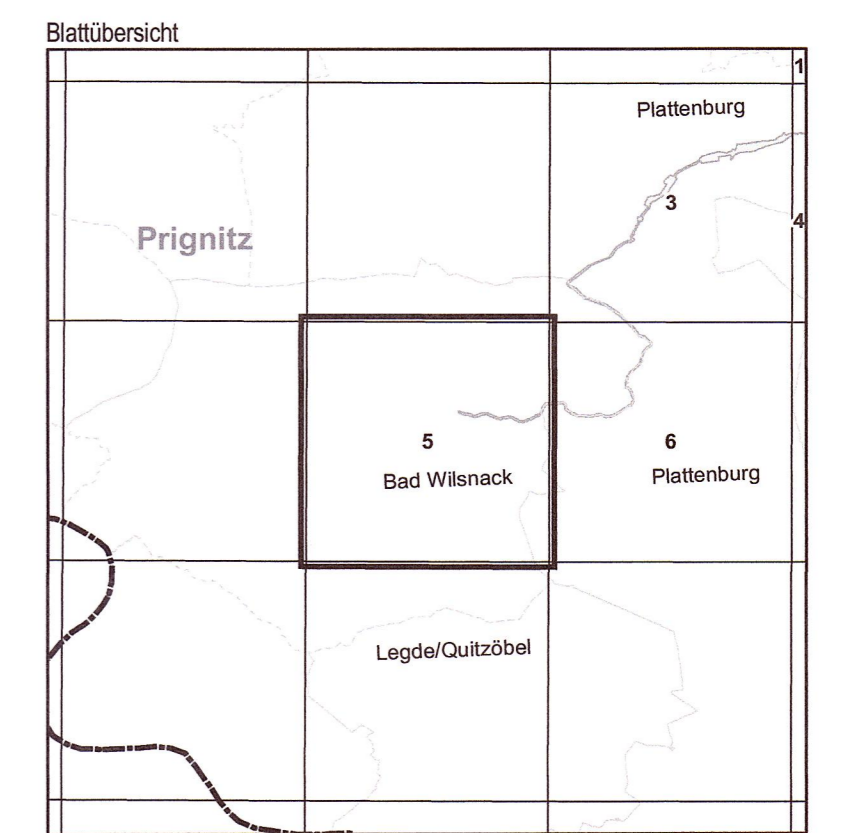 Blattübersicht
1
Plattenburg
3
4
Prignitz
5
6
Bad Wilsnack
Plattenburg
Legde/Quitzöbel